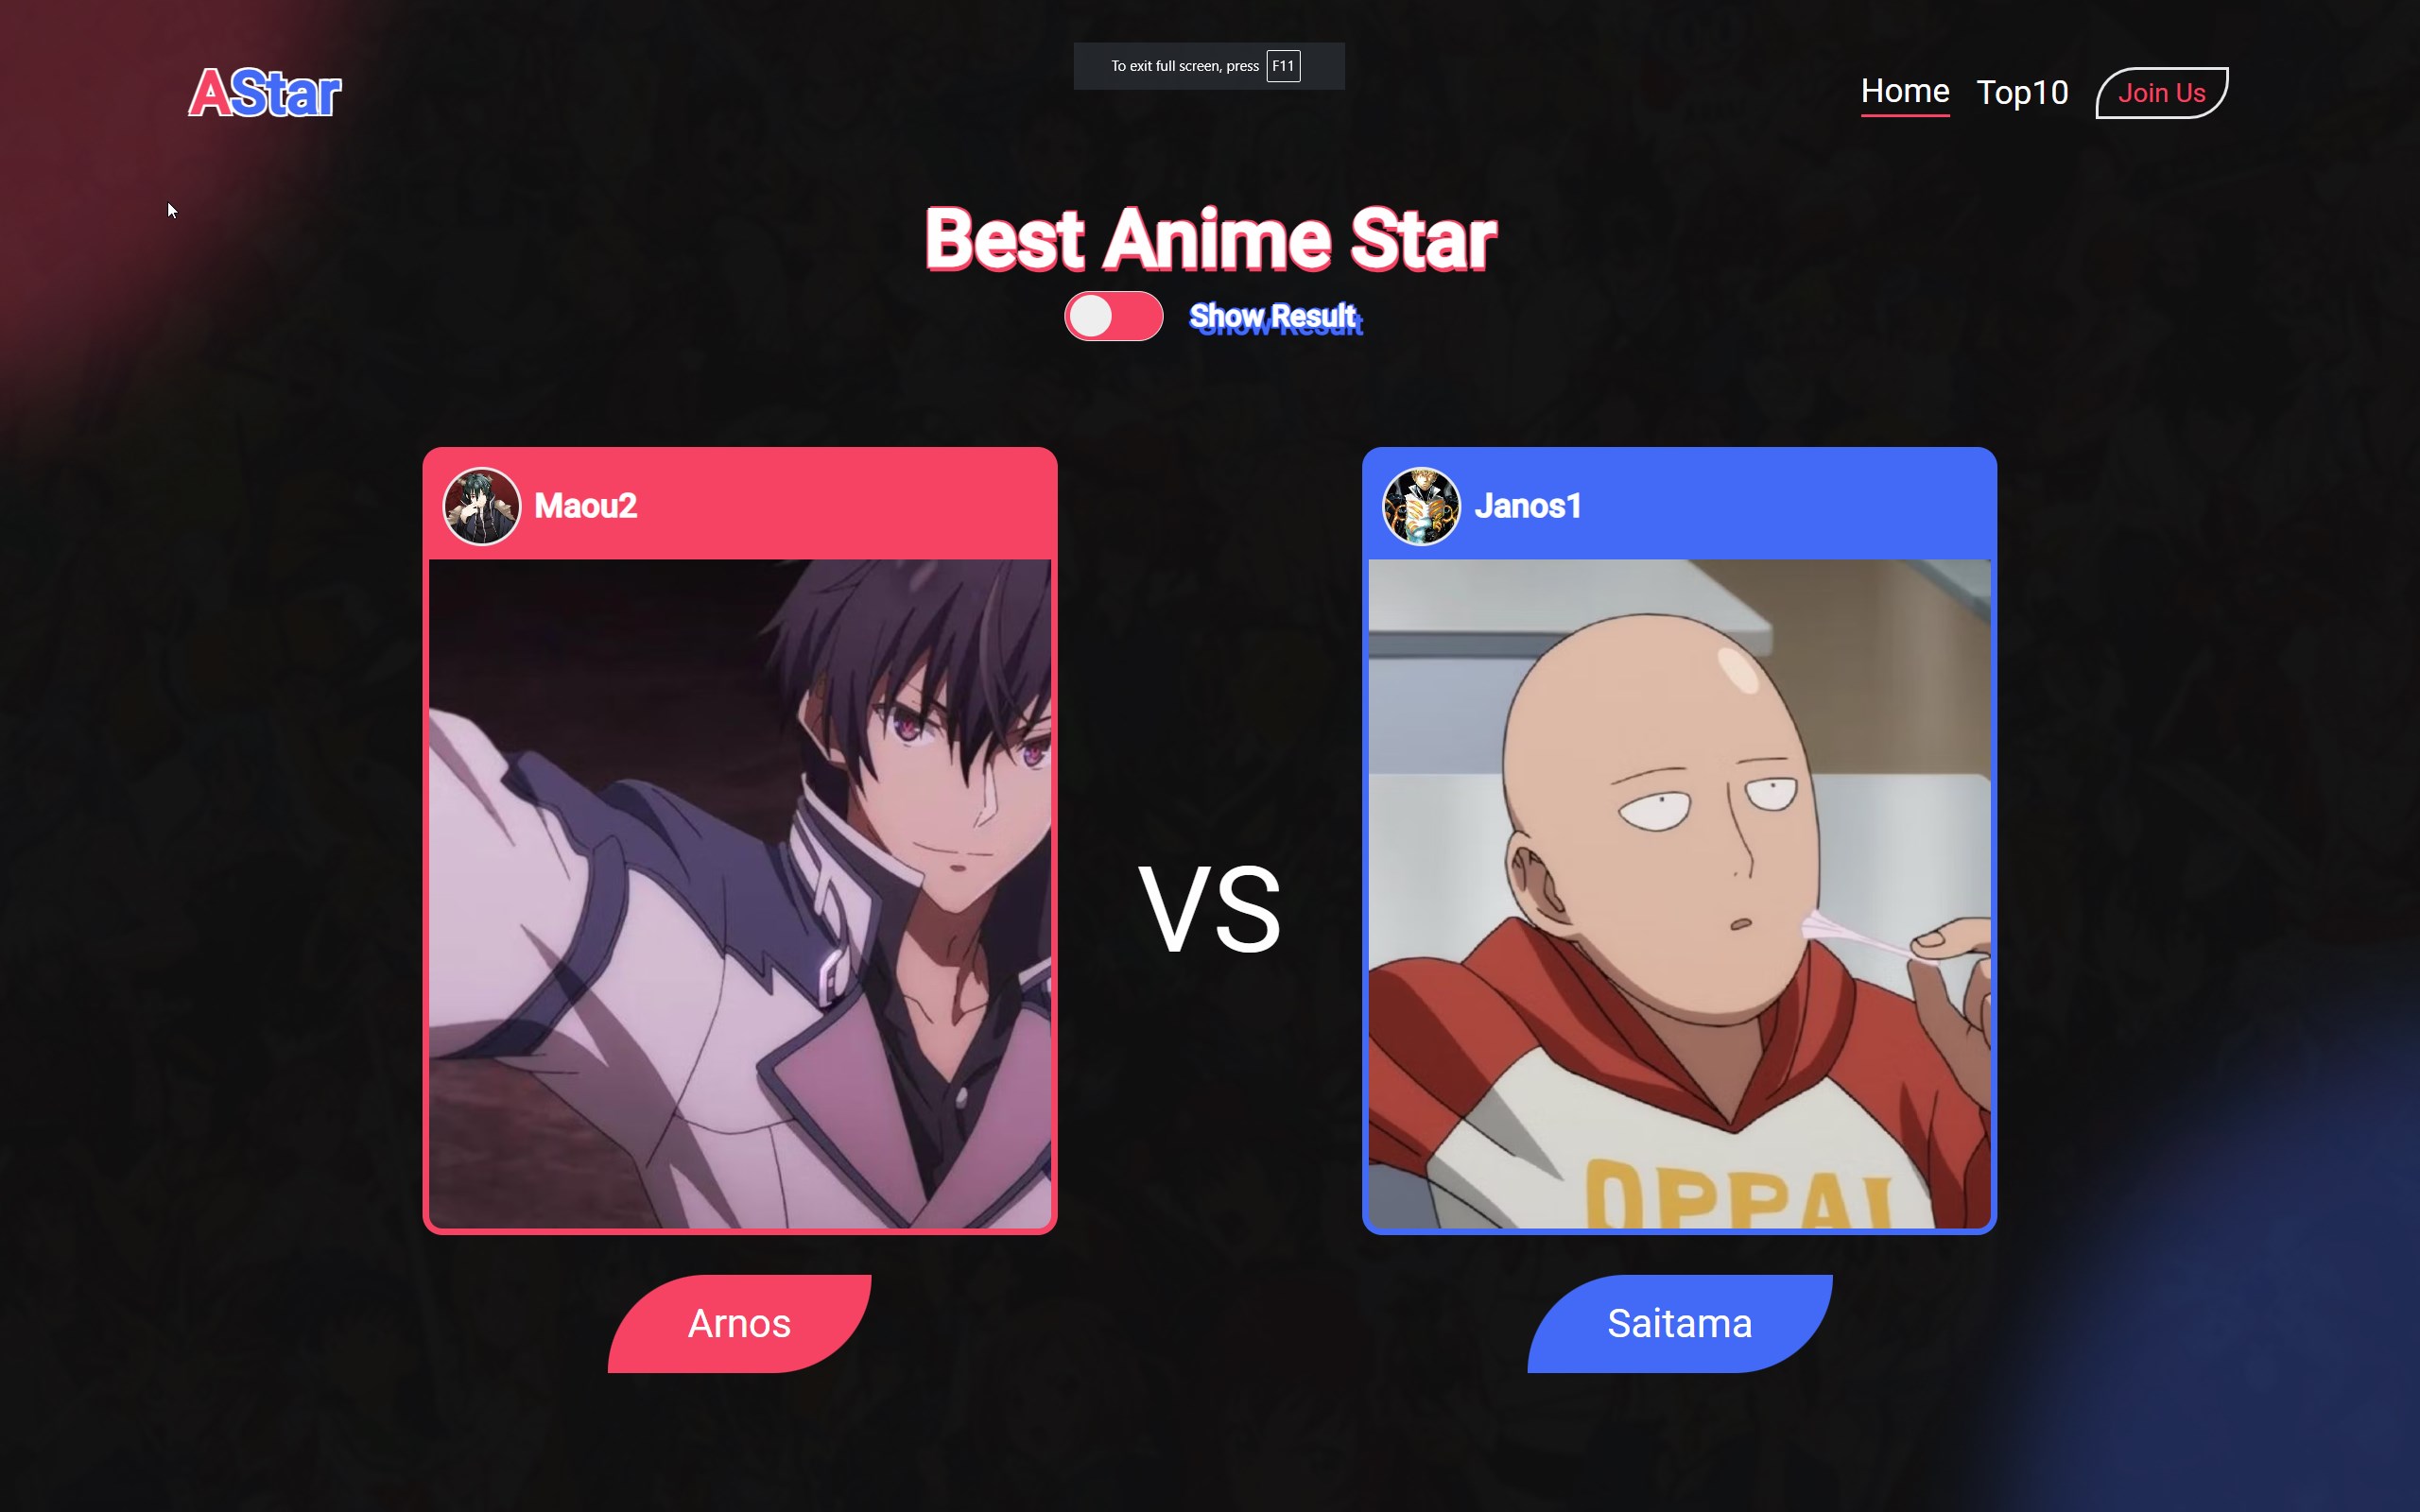 To exit full screen, press F11
AStar
Home Top10 Join Us
Best Anime Star
Show Result
Maou2
Janos1
VS
OPPAI
Arnos
Saitama